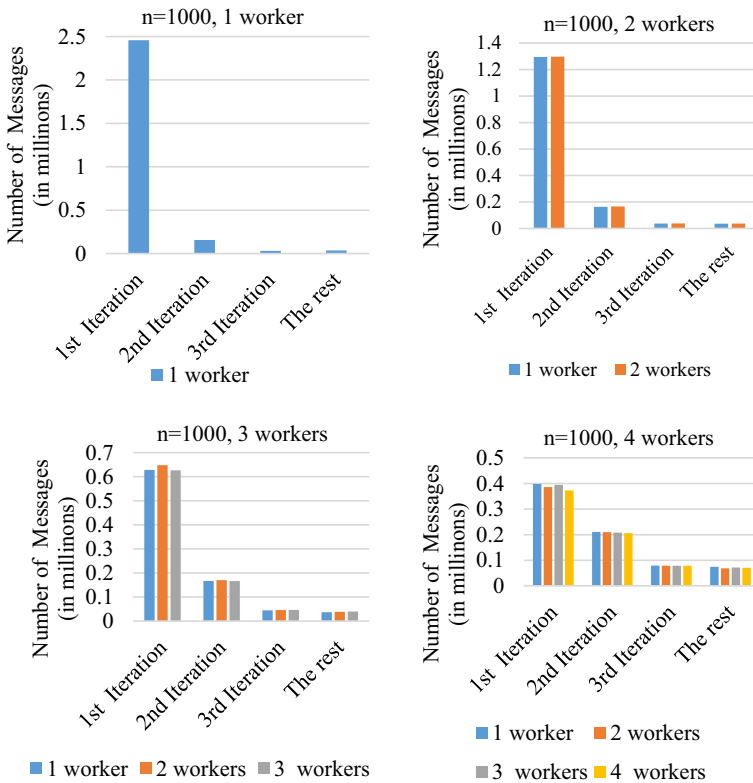 n=1000, 1 worker
Number of Messages
(in millinons)
2.5
2
1.5
1
0.5
0
1st Iteration
2nd Iteration
3rd Iteration
The rest
1 worker
n=1000, 2 workers
Number of Messages
(in millinons)
1.4
1.2
1
0.8
0.6
0.4
0.2
0
1st Iteration
2nd Iteration
3rd Iteration
The rest
1 worker 2 workers
n=1000, 3 workers
Number of Messages
(in millinons)
0.7
0.6
0.5
0.4
0.3
0.2
0.1
0
1st Iteration
2nd Iteration
3rd Iteration
The rest
1 worker 2 workers 3 workers
n=1000, 4 workers
Number of Messages
(in millinons)
0.5
0.4
0.3
0.2
0.1
0
1st Iteration
2nd Iteration
3rd Iteration
The rest
1 worker 2 workers
3 workers 4 workers